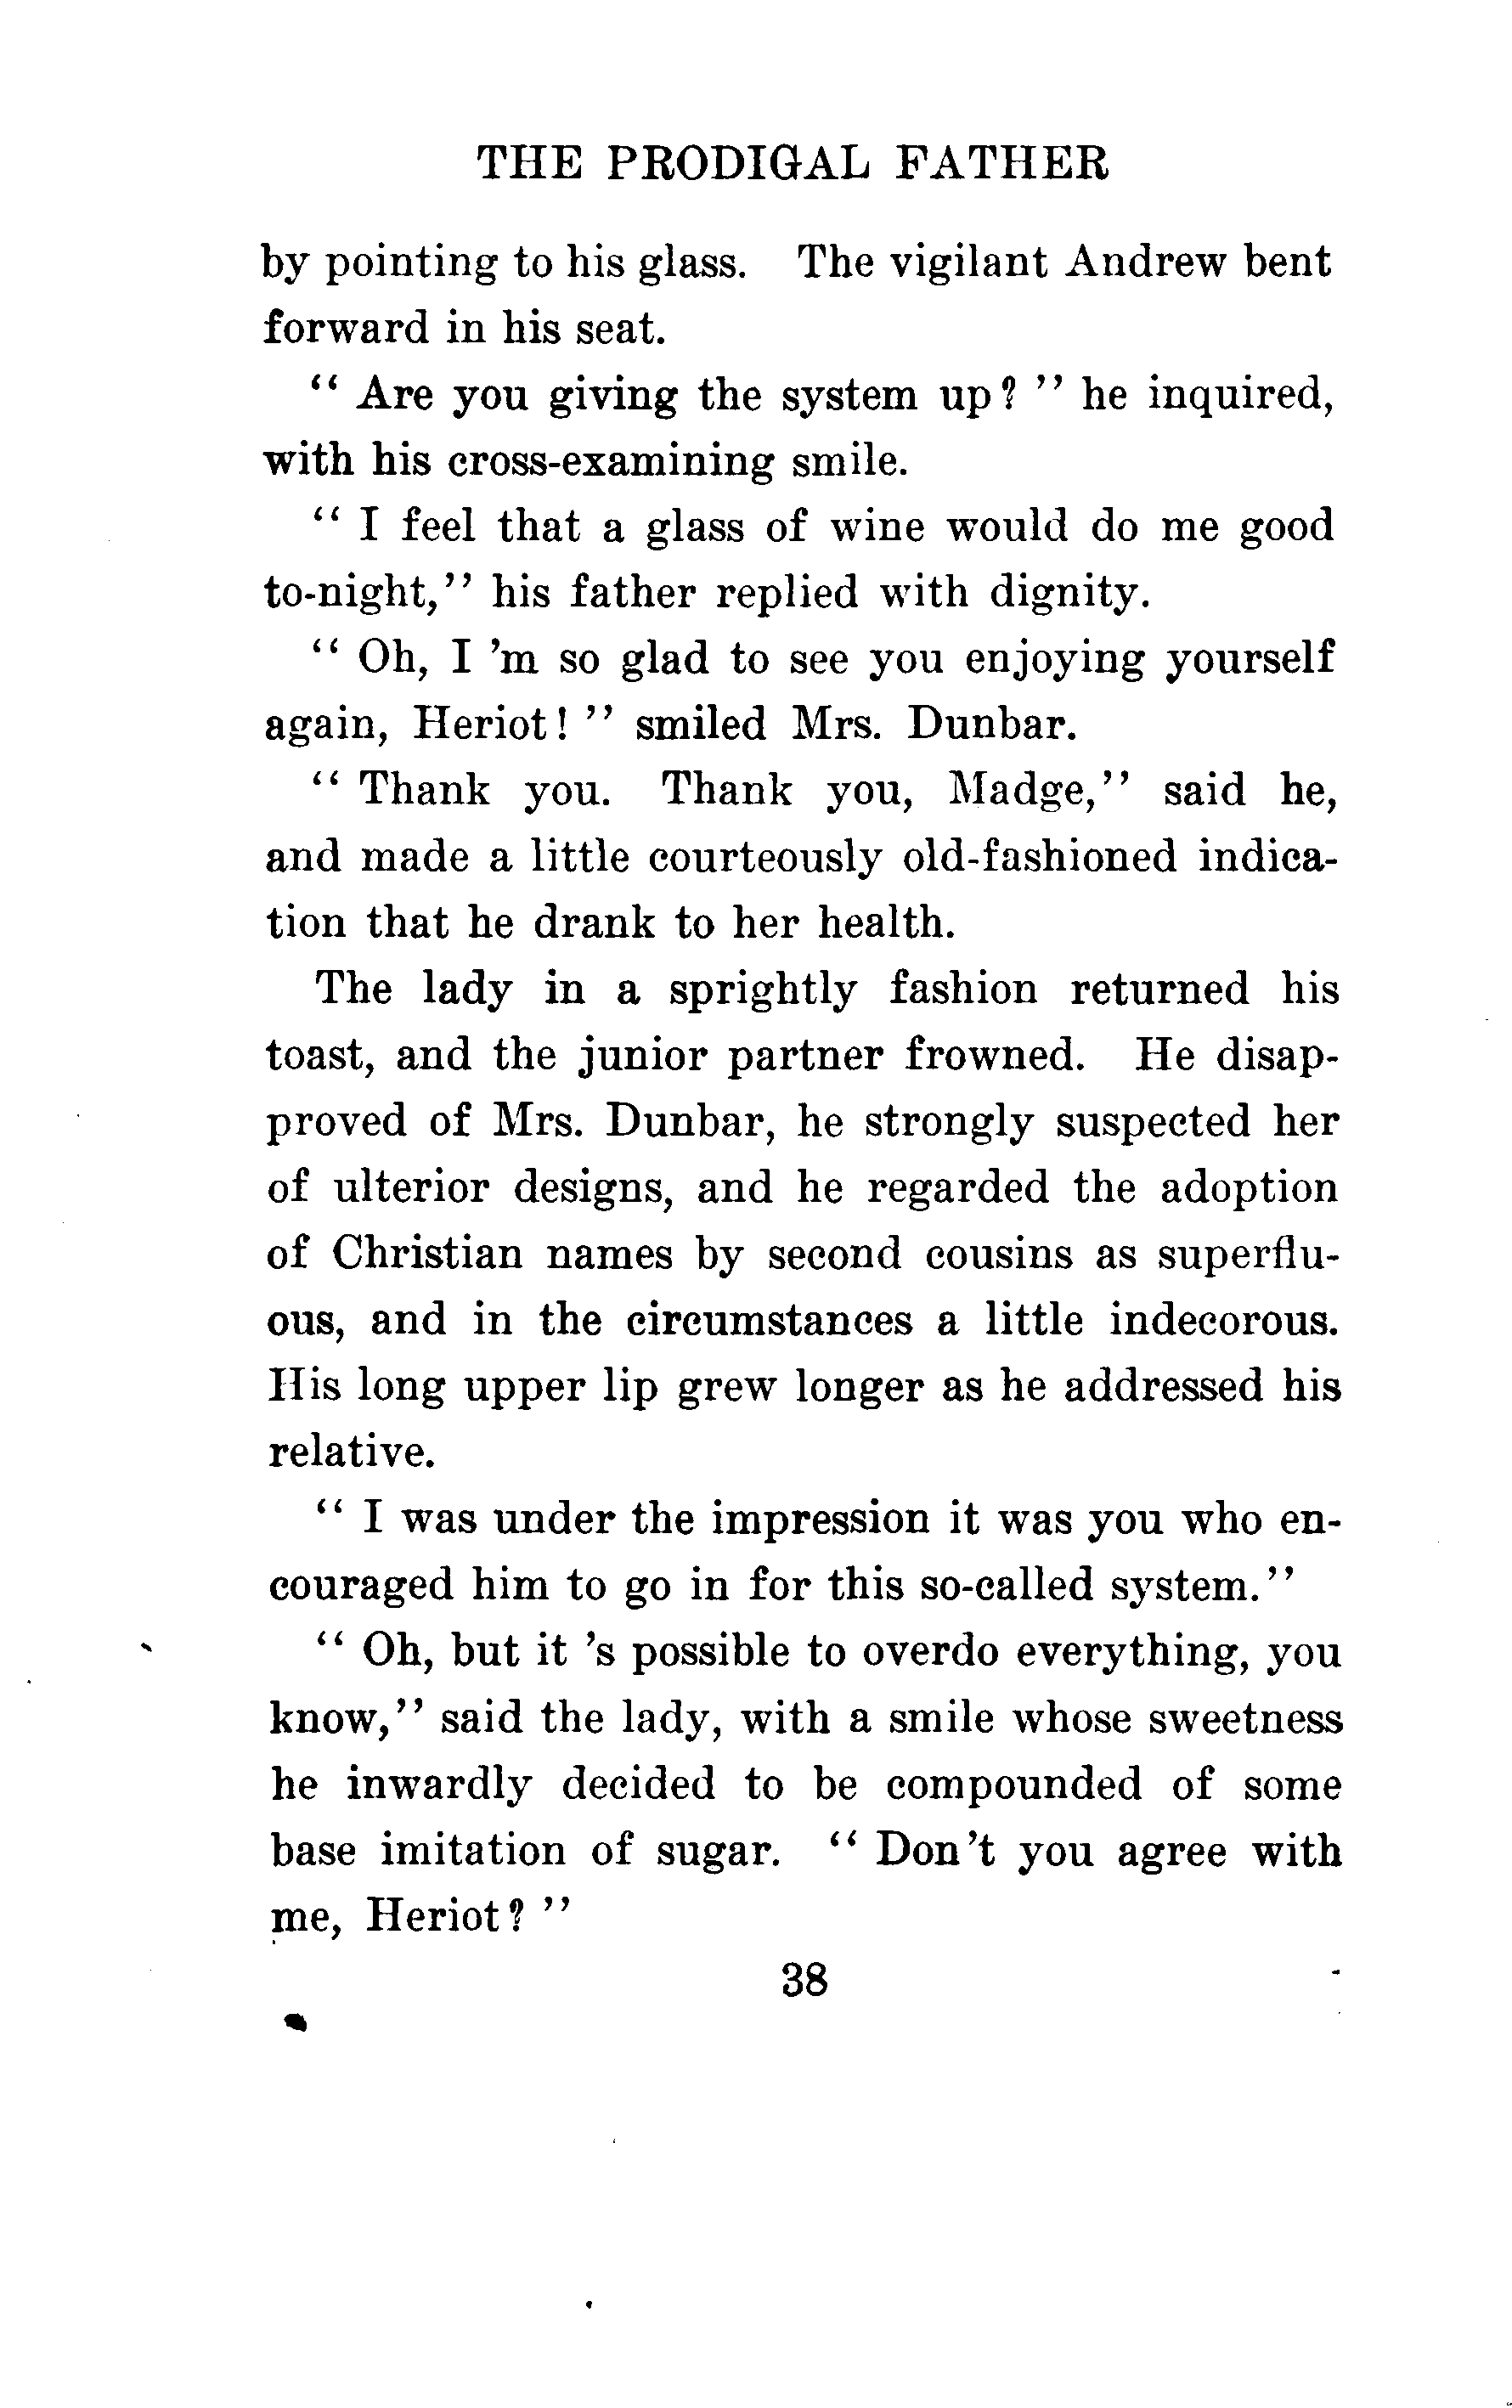 THE PRODIGAL FATHER
by pointing to his glass. The vigilant Andrew bent
forward in his seat.
" Are you giving the system up? " he inquired,
with his cross-examining smile.
" I feel that a glass of wine would do me good
to-night," his father replied with dignity.
" Oh, I 'm so glad to see you enjoying yourself
again, Heriot! " smiled Mrs. Dunbar.
" Thank you. Thank you, Madge," said he,
and made a little courteously old-fashioned indica-
tion that he drank to her health.
The lady in a sprightly fashion returned his
toast, and the junior partner frowned. He disap-
proved of Mrs. Dunbar, he strongly suspected her
of ulterior designs, and he regarded the adoption
of Christian names by second cousins as superflu-
ous, and in the circumstances a little indecorous.
His long upper lip grew longer as he addressed his
relative.
" I was under the impression it was you who en-
couraged him to go in for this so-called system."
" Oh, but it 's possible to overdo everything, you
know," said the lady, with a smile whose sweetness
he inwardly decided to be compounded of some
base imitation of sugar. " Don't you agree with
me, Heriot? "
38